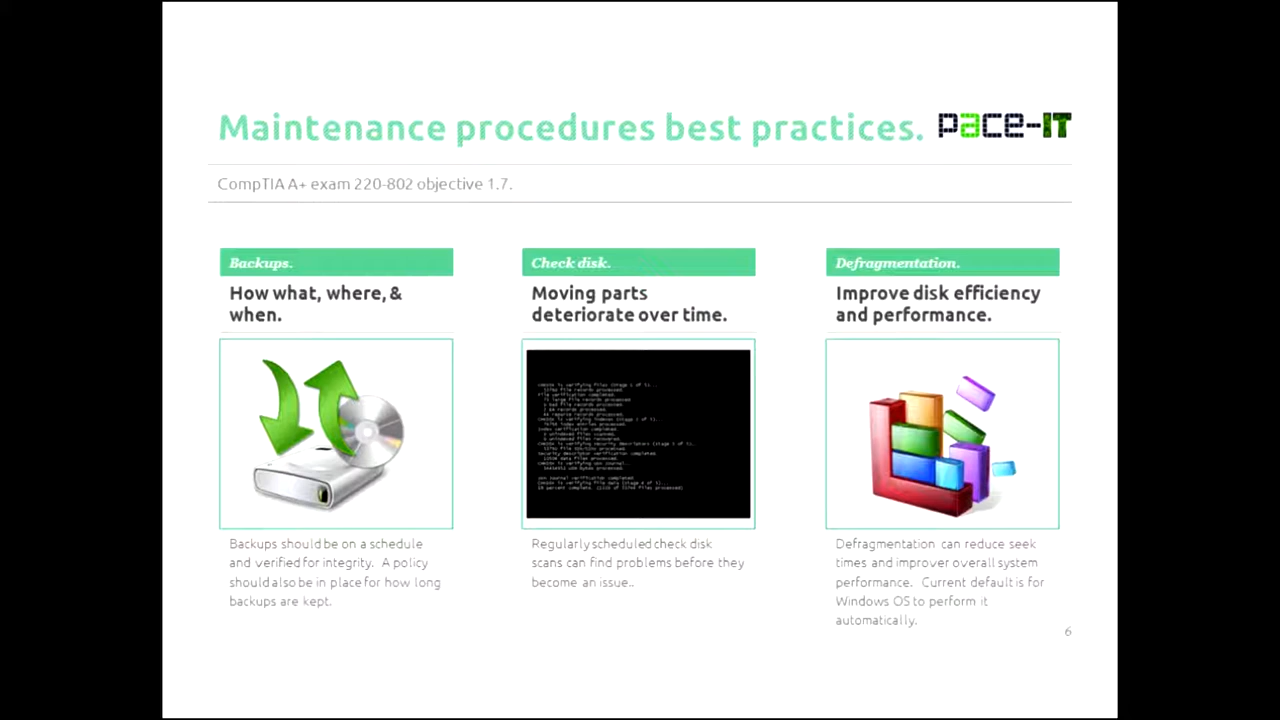 Maintenance procedures best practices.
pace-IT
CompTIA A+ exam 220-802 objective 1.7.
Backups.
How what, where, &
when.
Backups should be on a schedule
and verified for integrity. A policy
should also be in place for how long
backups are kept.
Check disk.
Moving parts
deteriorate over time.
Regularly scheduled check disk
scans can find problems before they
become an issue..
Defragmentation.
Improve disk efficiency
and performance.
Defragmentation can reduce seek
times and improver overall system
performance. Current default is for
Windows OS to perform it
automatically.
6